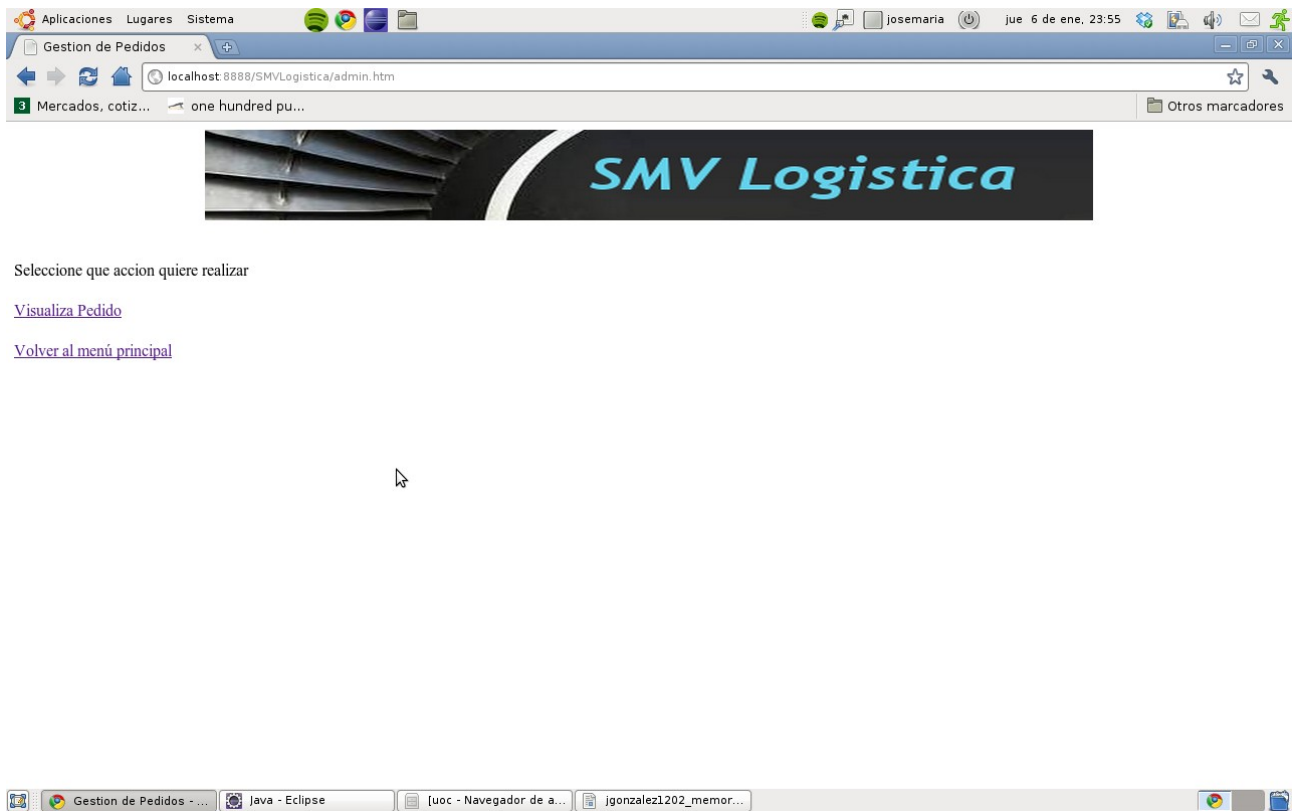 Aplicaciones Lugares Sistema josemaria jue 6 de ene, 23:55
Gestion de Pedidos
localhost:8888/SMVLogistica/admin.htm
3 Mercados, cotiz... one hundred pu... Otros marcadores
SMV Logistica
Seleccione que accion quiere realizar
Visualiza Pedido
Volver al menú principal
Gestion de Pedidos - ... Java - Eclipse [uoc - Navegador de a... jgonzalez1202_memor...